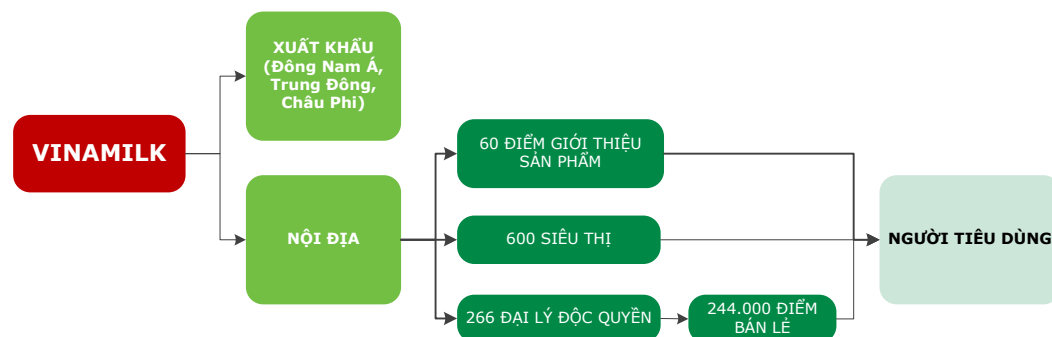 XUẤT KHẨU
(Đông Nam Á,
Trung Đông,
Châu Phi)
VINAMILK
60 ĐIỂM GIỚI THIỆU
SẢN PHẨM
NỘI ĐỊA
600 SIÊU THỊ
NGƯỜI TIÊU DÙNG
266 ĐẠI LÝ ĐỘC QUYỀN
244.000 ĐIỂM
BÁN LẺ